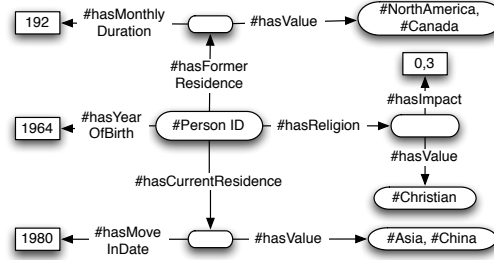 192
#hasMonthly
Duration
#hasValue
#NorthAmerica,
#Canada
#hasFormer
Residence
0,3
#hasImpact
1964
#hasYear
OfBirth
#Person ID
#hasReligion
#hasValue
#hasCurrentResidence
#Christian
1980
#hasMove
InDate
#hasValue
#Asia, #China